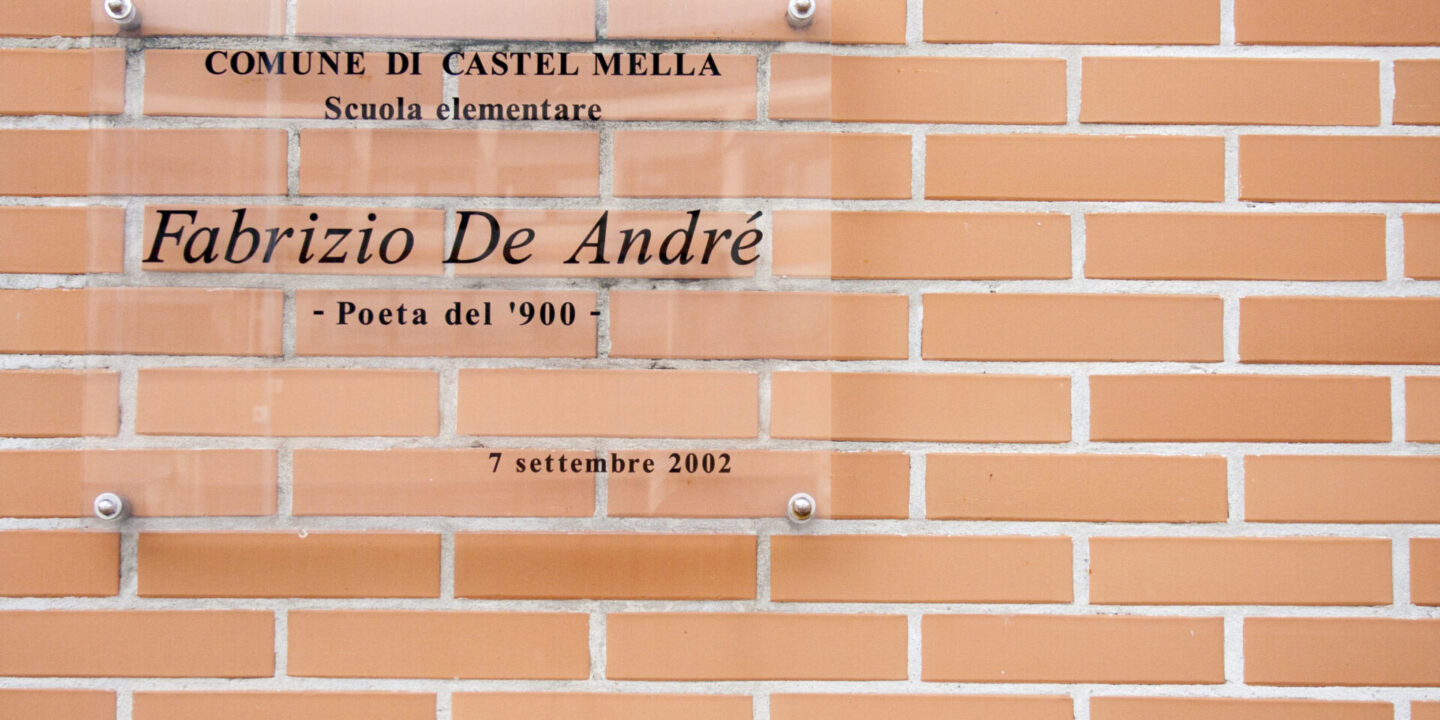 COMUNE DI CASTEL MELLA
Scuola elementare
Fabrizio De André
- Poeta del '900 -
7 settembre 2002